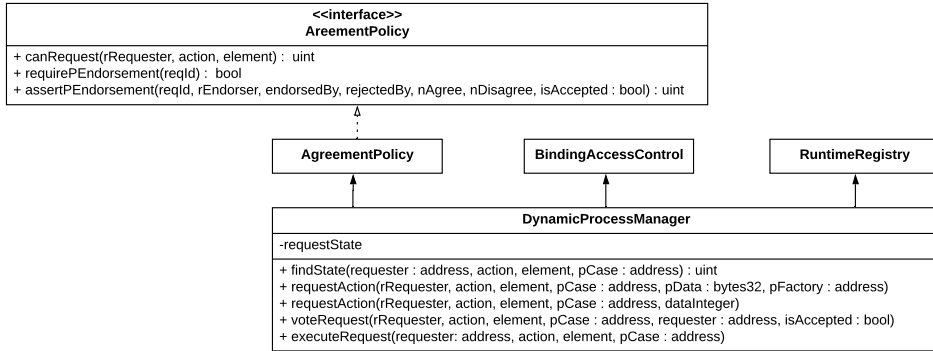 <<interface>>
AreementPolicy
+ canRequest(rRequester, action, element) : uint
+ requirePEndorsement(reqId) : bool
+ assertPEndorsement(reqId, rEndorser, endorsedBy, rejectedBy, nAgree, nDisagree, isAccepted : bool) : uint
AgreementPolicy
BindingAccessControl
RuntimeRegistry
DynamicProcessManager
-requestState
+ findState(requester : address, action, element, pCase : address) : uint
+ requestAction(rRequester, action, element, pCase : address, pData : bytes32, pFactory : address)
+ requestAction(rRequester, action, element, pCase : address, dataInteger)
+ voteRequest(rRequester, action, element, pCase : address, requester : address, isAccepted : bool)
+ executeRequest(requester: address, action, element, pCase : address)